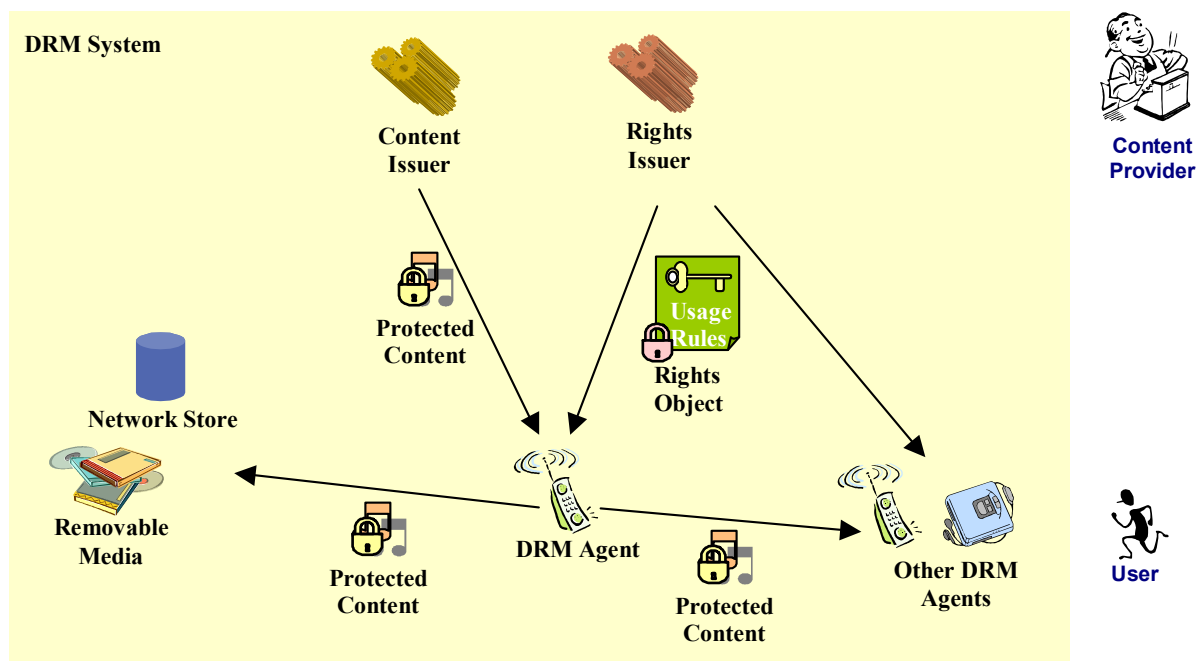 DRM System
Content
Issuer
Rights
Issuer
Content
Provider
Protected
Content
Usage
Rules
Rights
Object
Network Store
Removable
Media
DRM Agent
Protected
Content
Protected
Content
Other DRM
Agents
User